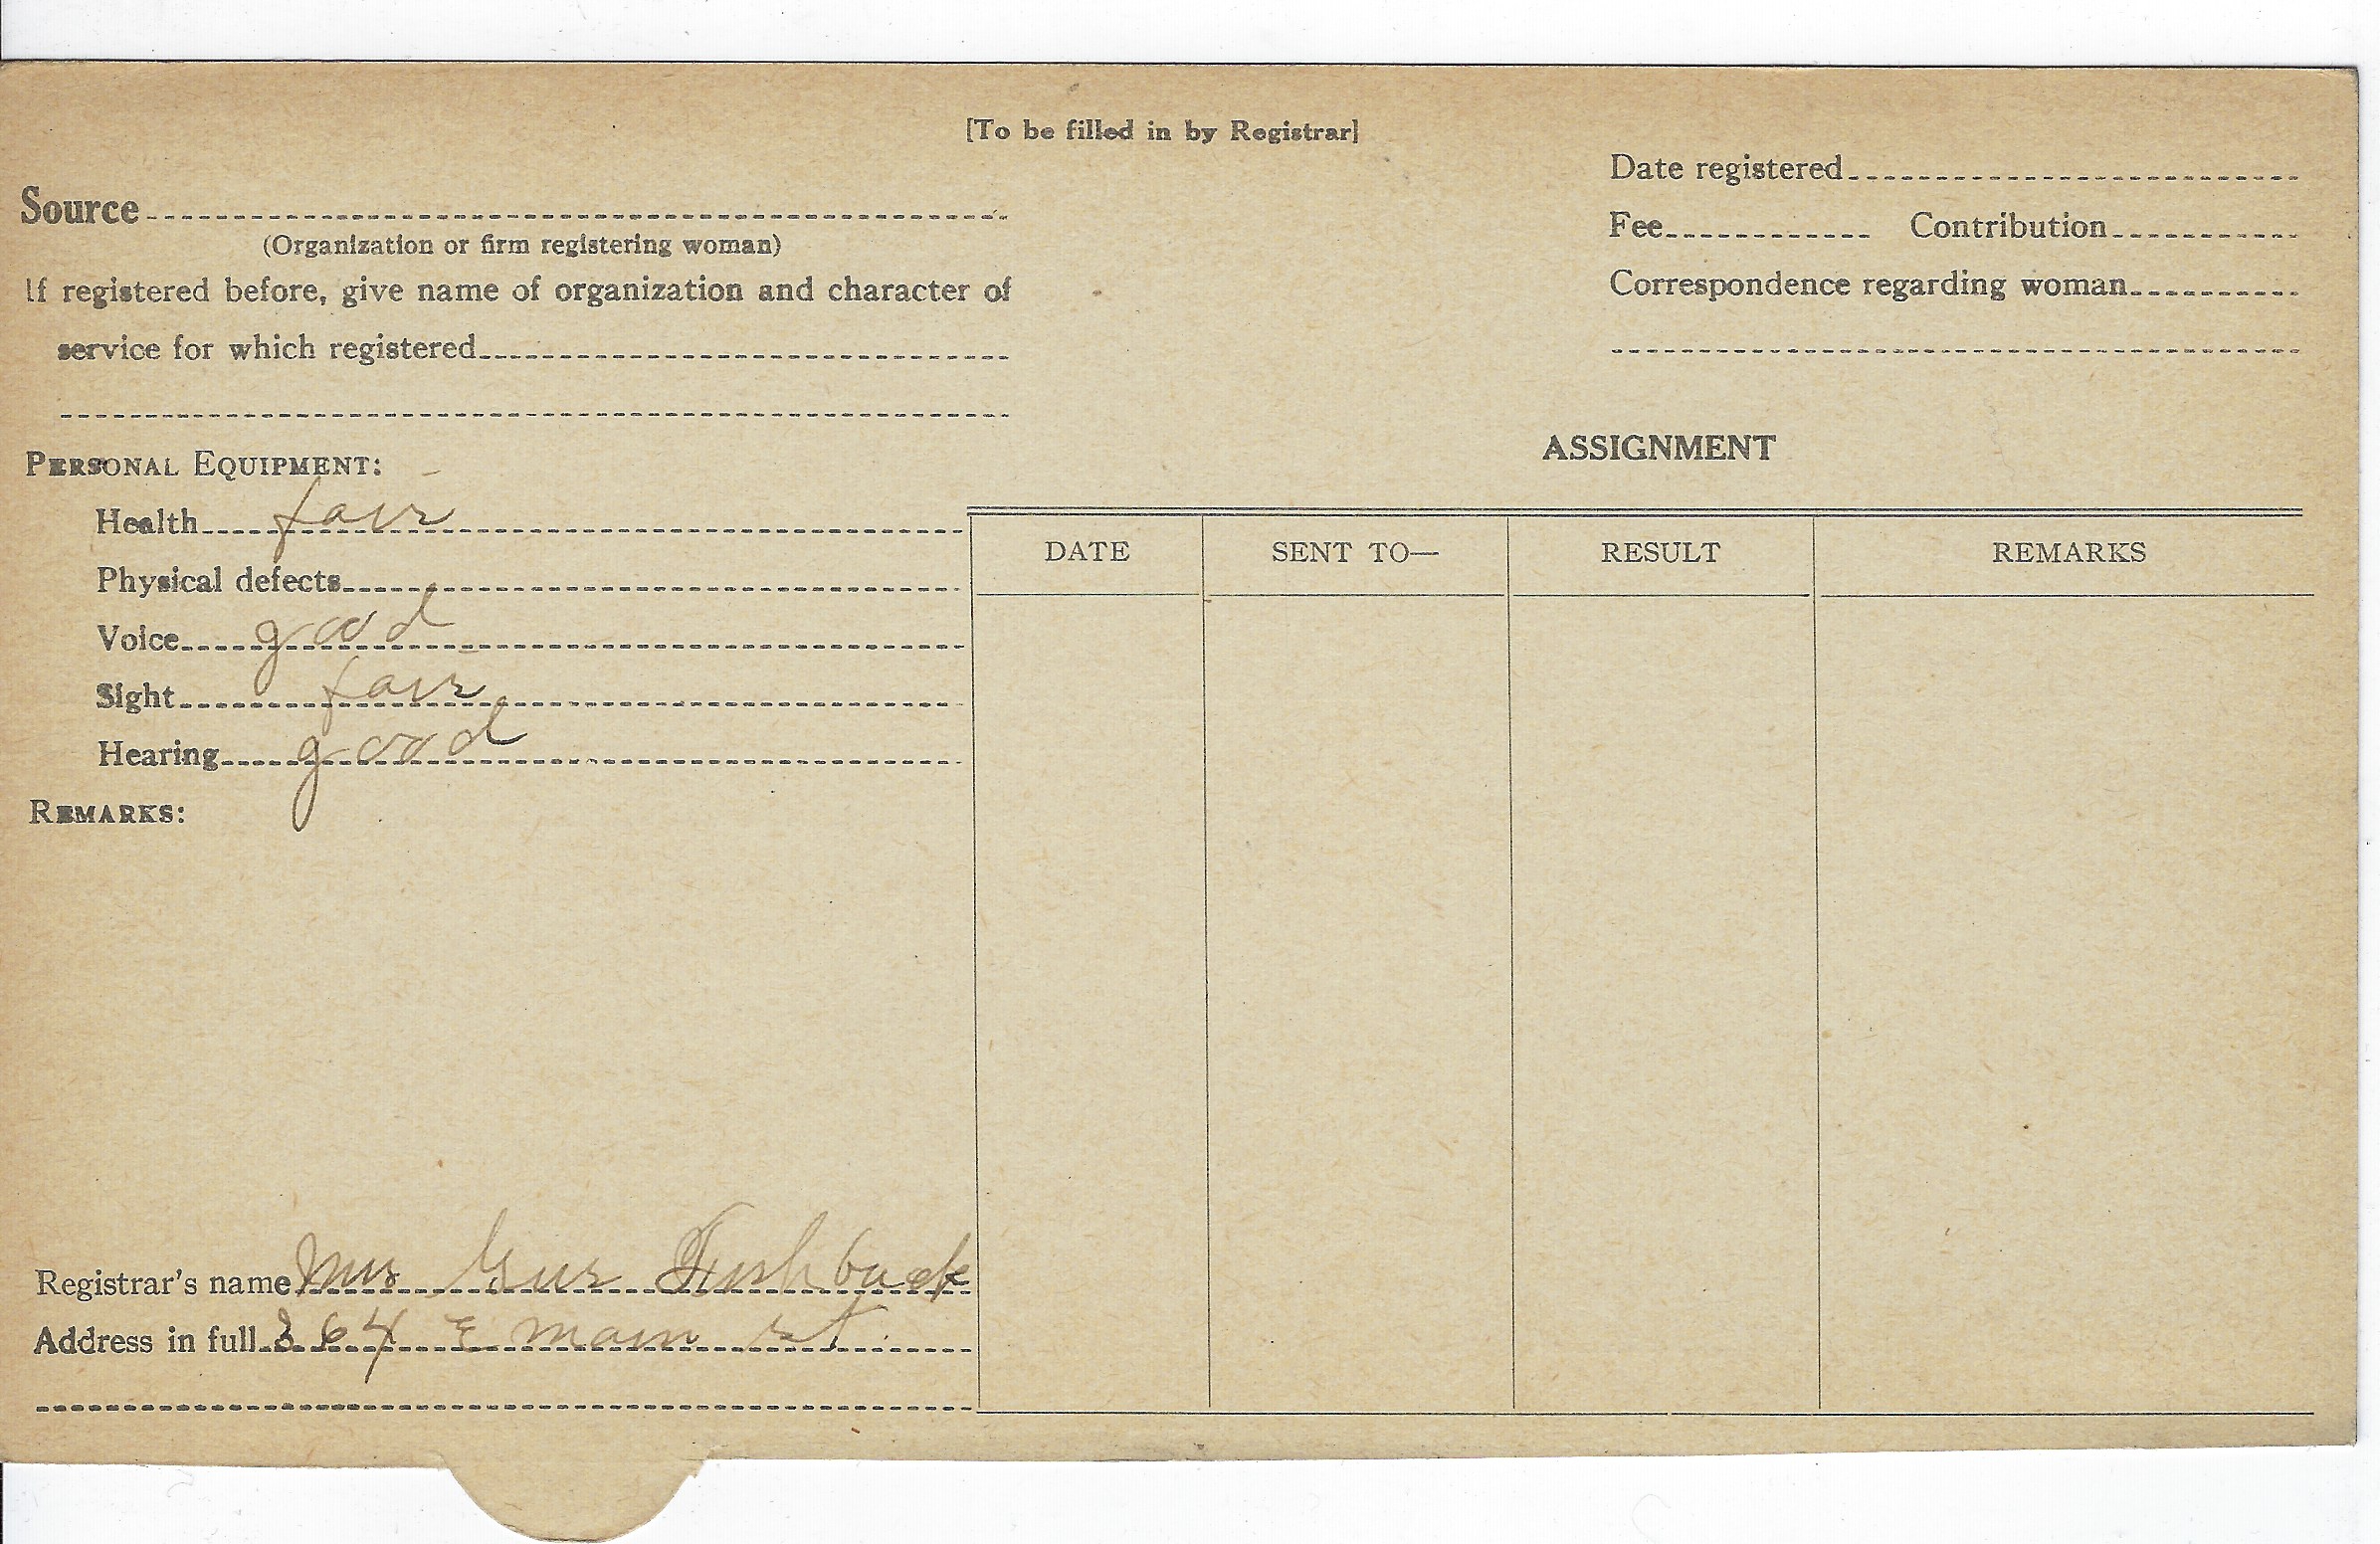 [To be filled in by Registrar]
Source
(Organization or firm registering woman)
If registered before, give name of organization and character of
service for which registered
Date registered
Fee Contribution
Correspondence regarding woman
PERSONAL EQUIPMENT:
Health fair
Physical defects
Voice good
Sight fair
Hearing good
REMARKS:
ASSIGNMENT
DATE SENT TO— RESULT REMARKS
Registrar's name Mrs Gus Fishback
Address in full 364 E main st.